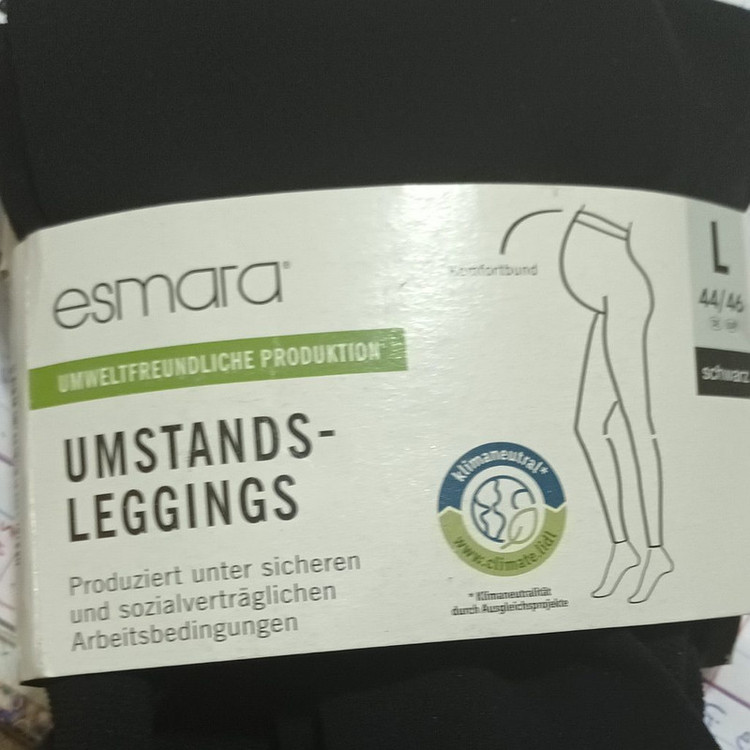 esmara®
UMWELTFREUNDLICHE PRODUKTION
UMSTANDS-
LEGGINGS
Produziert unter sicheren
und sozialverträglichen
Arbeitsbedingungen
Komfortbund
klimaneutral*
www.climate.lidl
* Klimaneutralität
durch Ausgleichsprojekte
L
44/46
schwarz